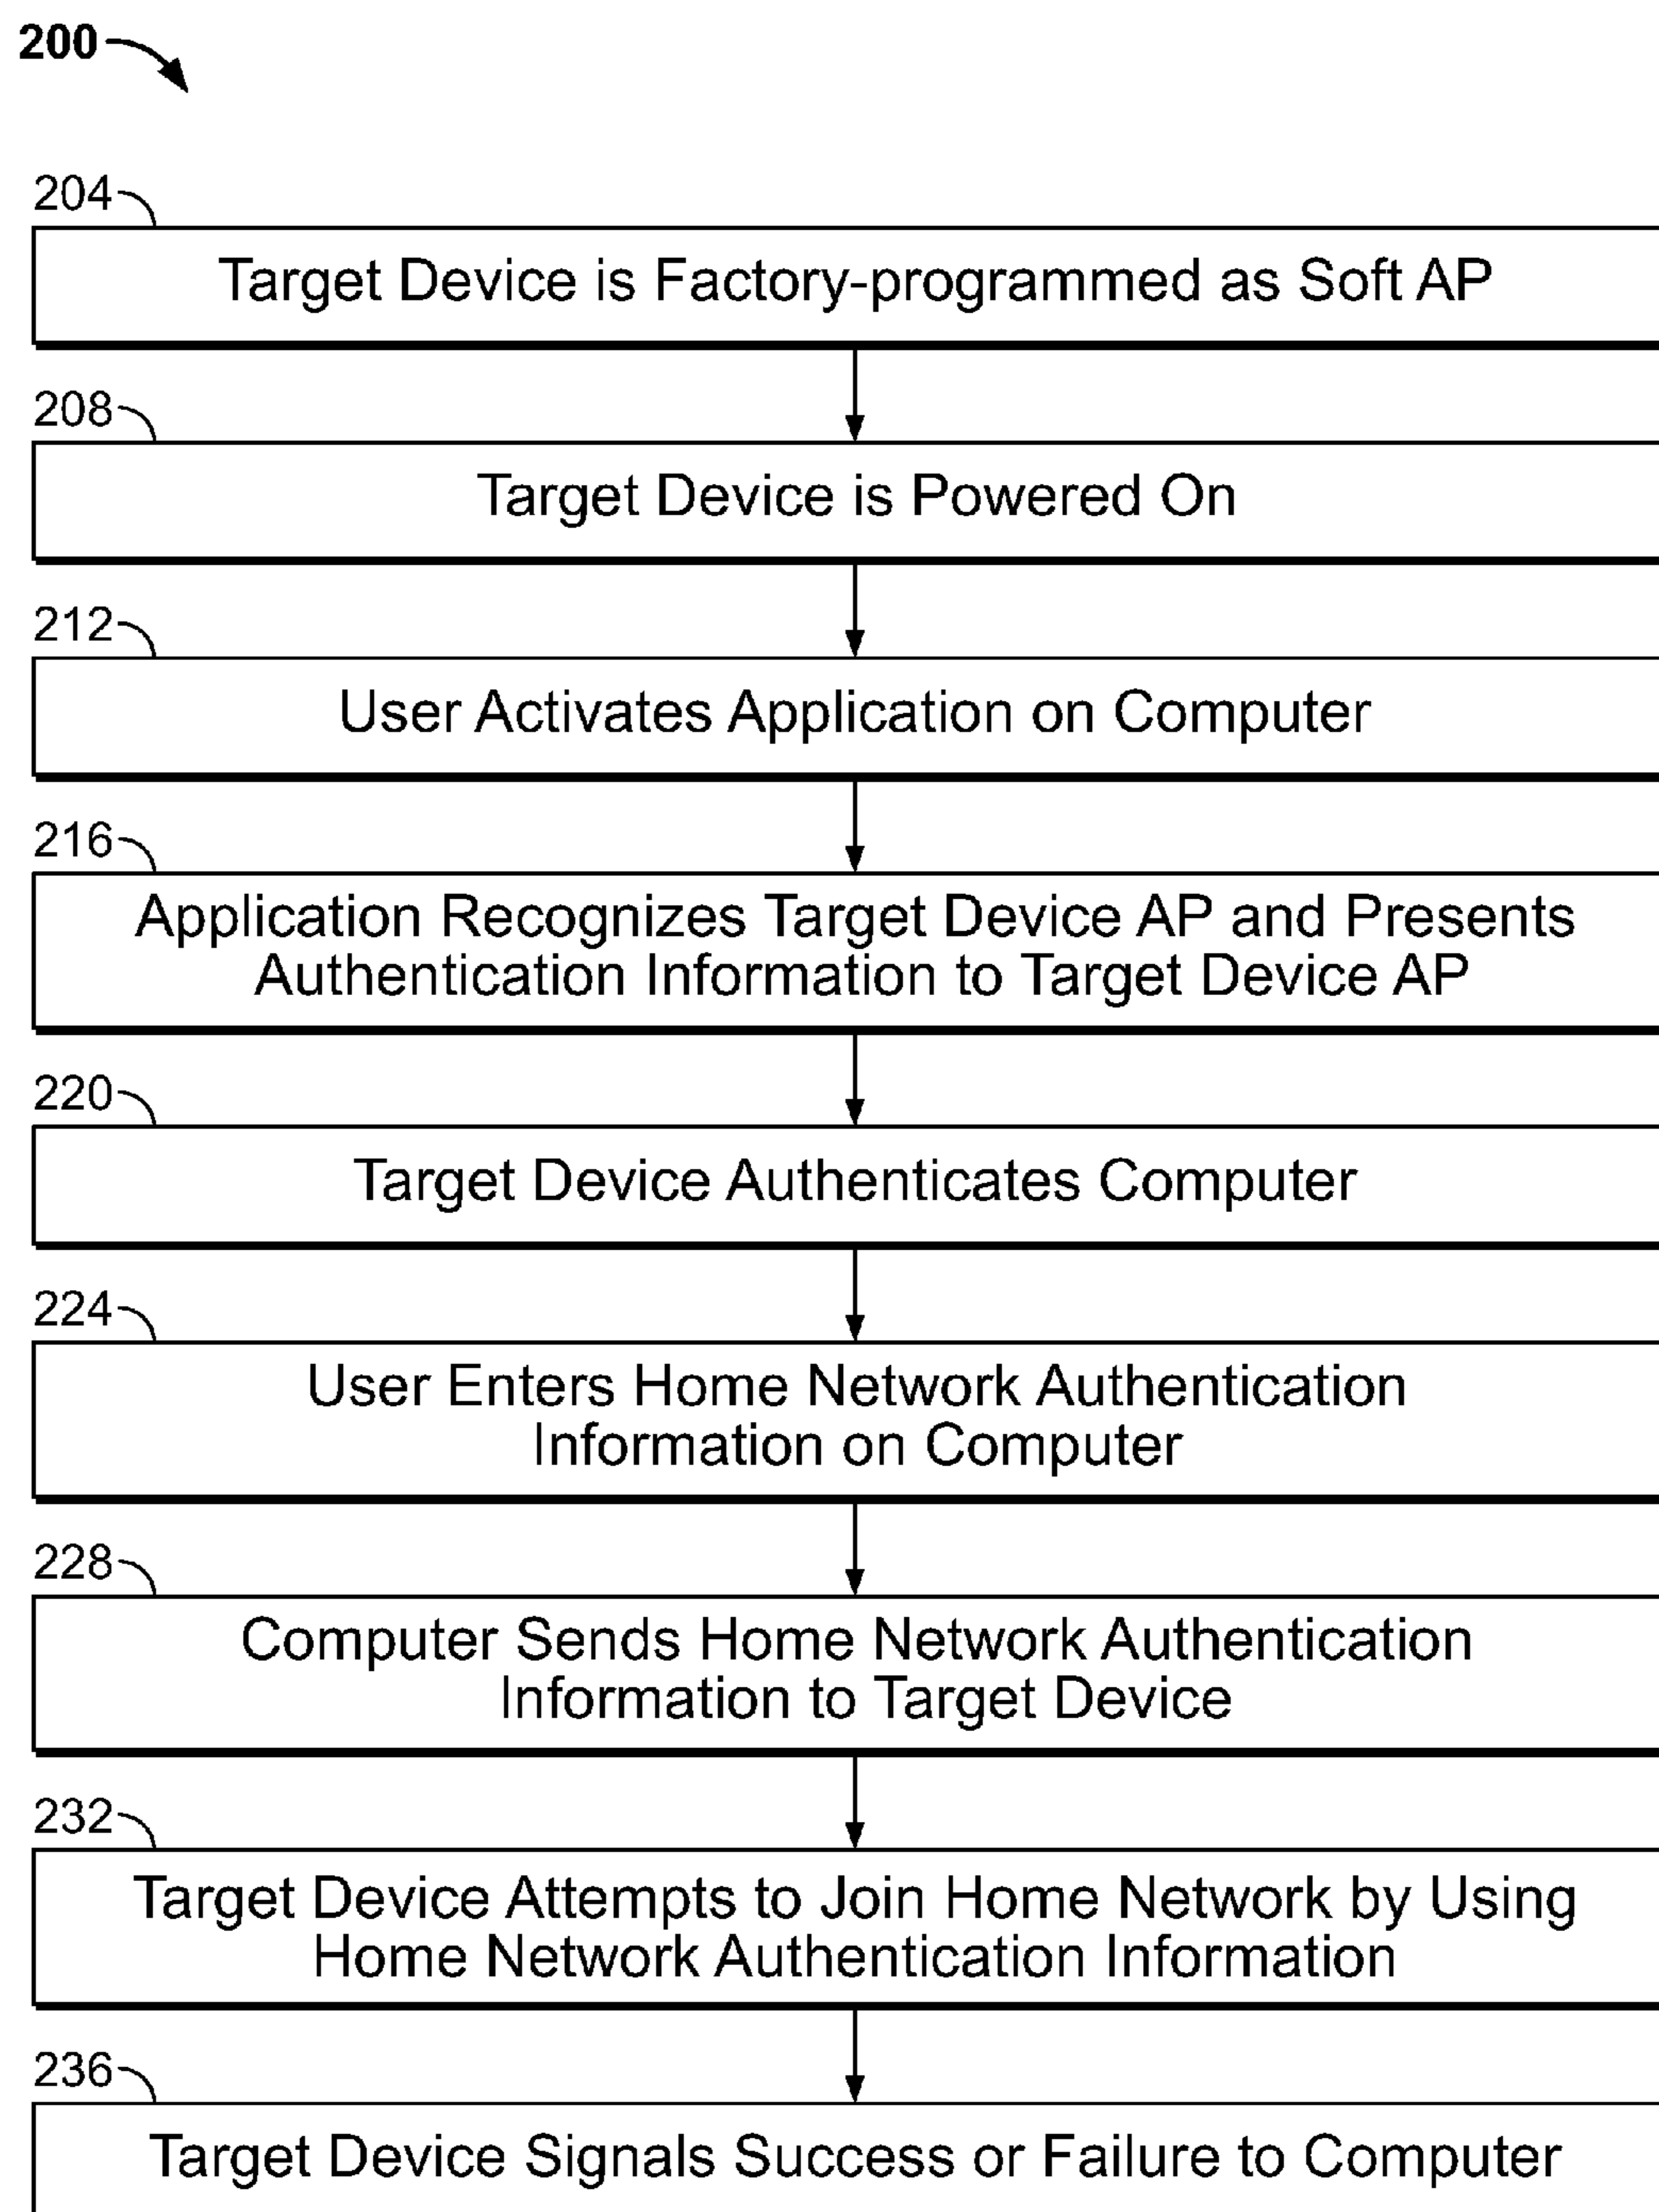 200
204
Target Device is Factory-programmed as Soft AP
208
Target Device is Powered On
212
User Activates Application on Computer
216
Application Recognizes Target Device AP and Presents
Authentication Information to Target Device AP
220
Target Device Authenticates Computer
224
User Enters Home Network Authentication
Information on Computer
228
Computer Sends Home Network Authentication
Information to Target Device
232
Target Device Attempts to Join Home Network by Using
Home Network Authentication Information
236
Target Device Signals Success or Failure to Computer